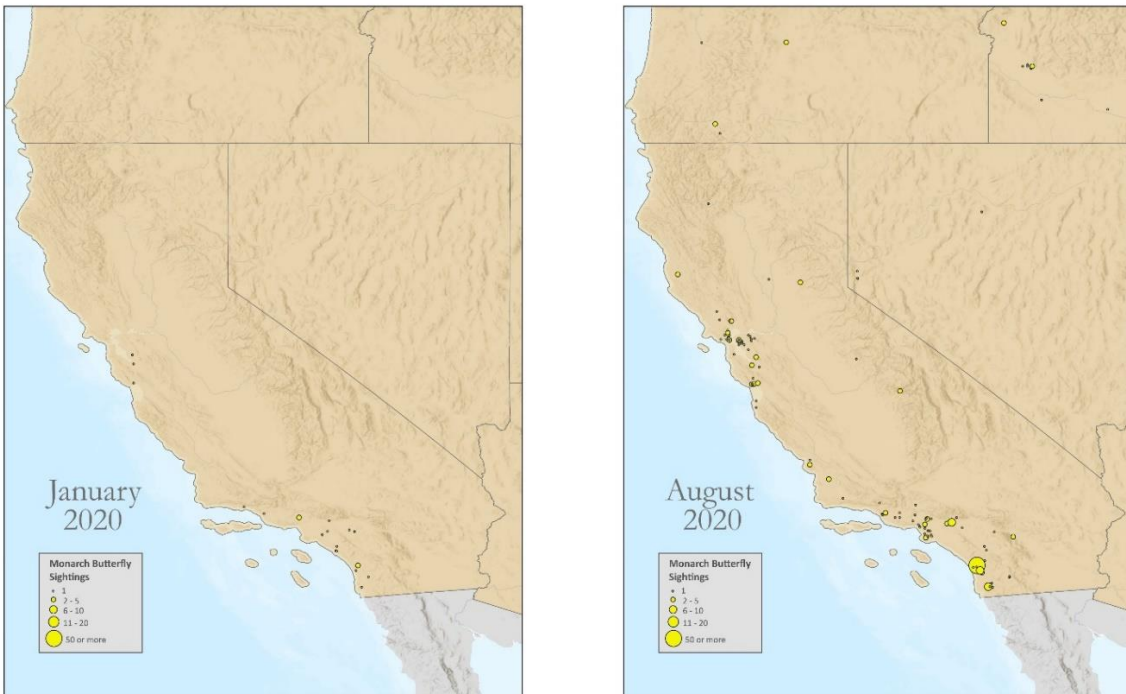 January
2020
Monarch Butterfly
Sightings
1
2 - 5
6 - 10
11 - 20
50 or more
August
2020
Monarch Butterfly
Sightings
1
2 - 5
6 - 10
11 - 20
50 or more